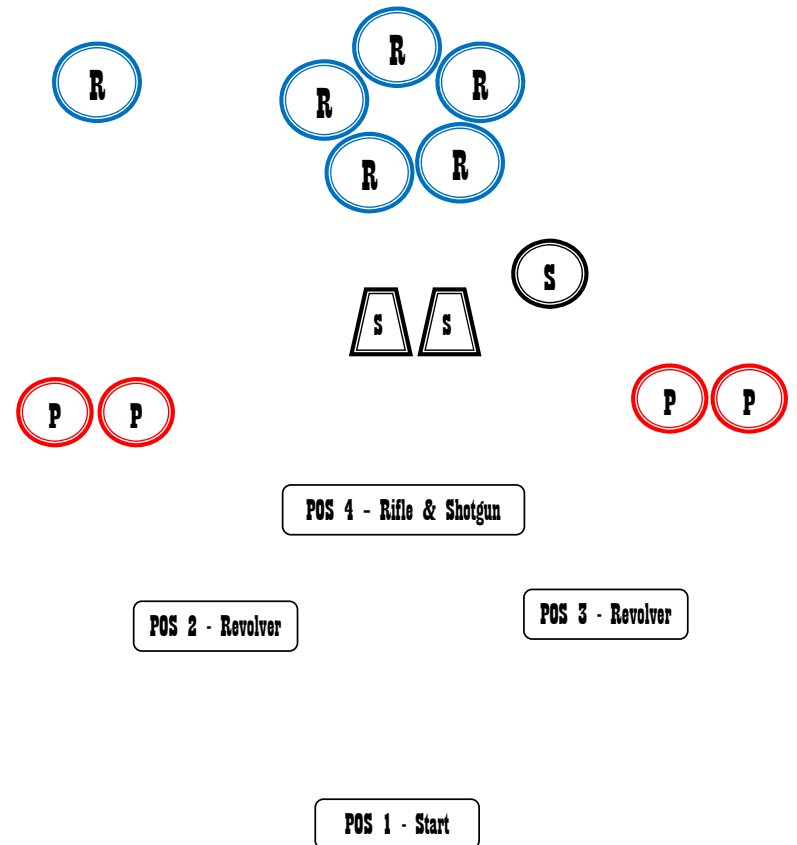 R
R
R
R
R
R
S
S
S
P
P
P
P
POS 4 - Rifle & Shotgun
POS 2 - Revolver
POS 3 - Revolver
POS 1 - Start